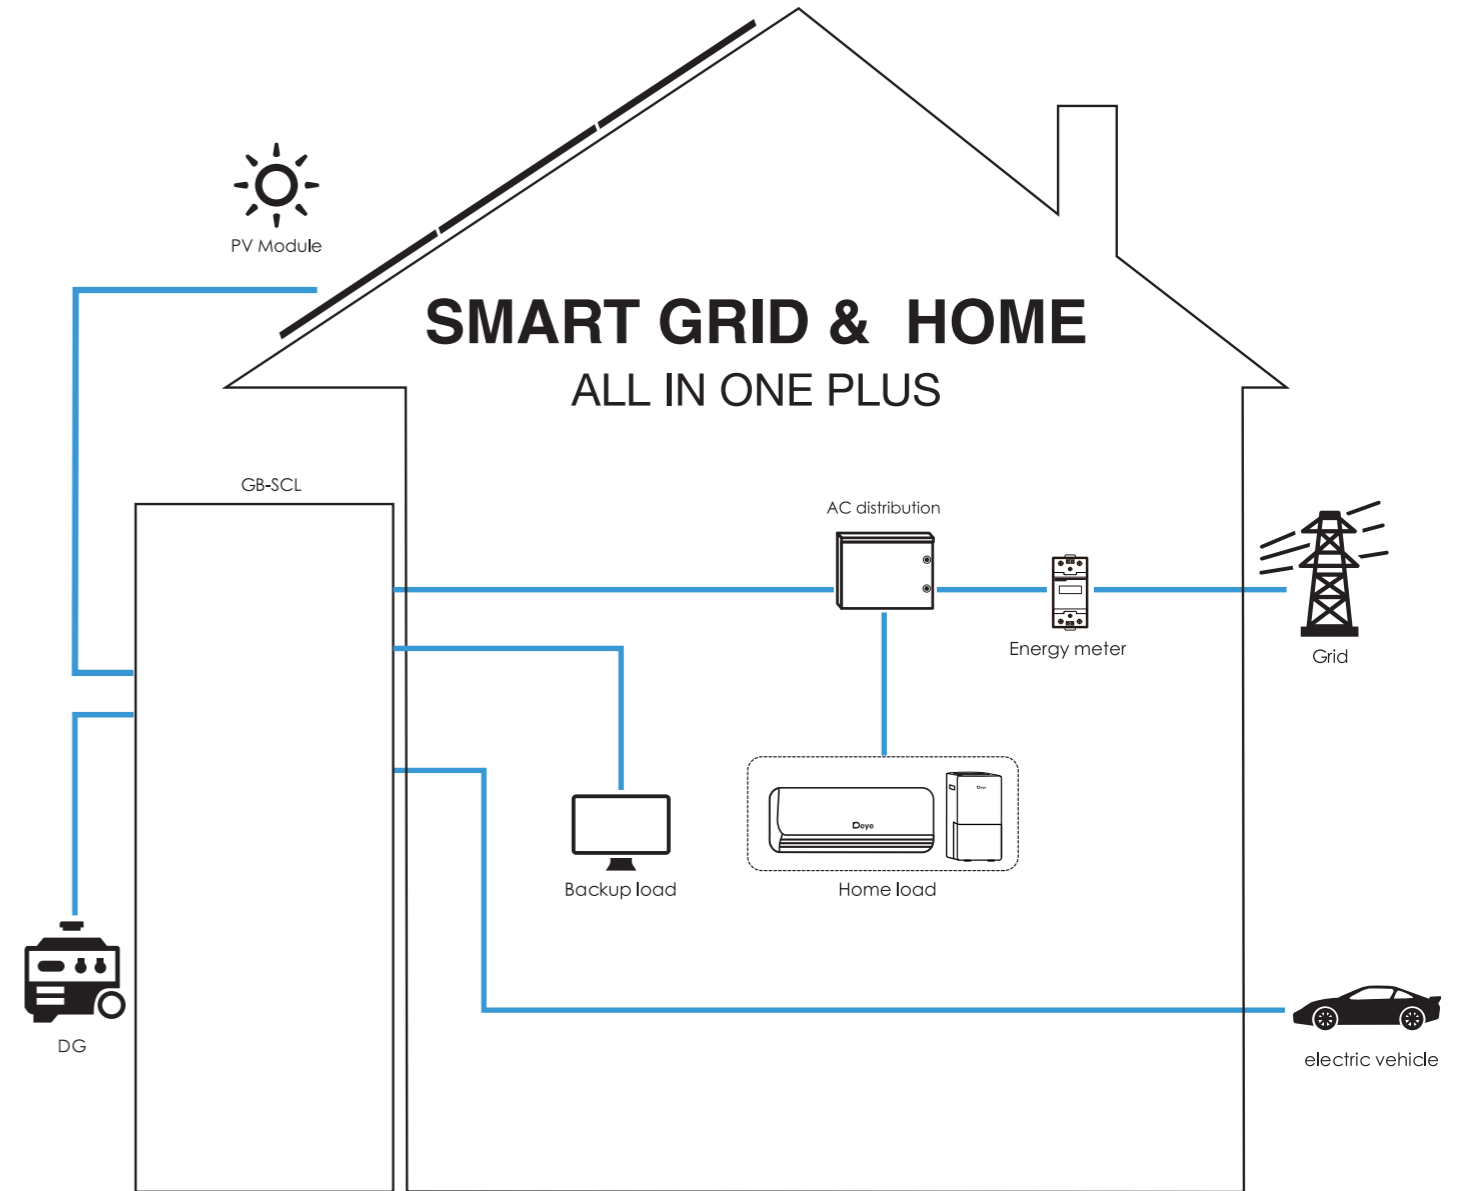 PV Module
SMART GRID & HOME
ALL IN ONE PLUS
GB-SCL
AC distribution
Energy meter
Grid
Deye
Deye
Backup load
Home load
DG
electric vehicle